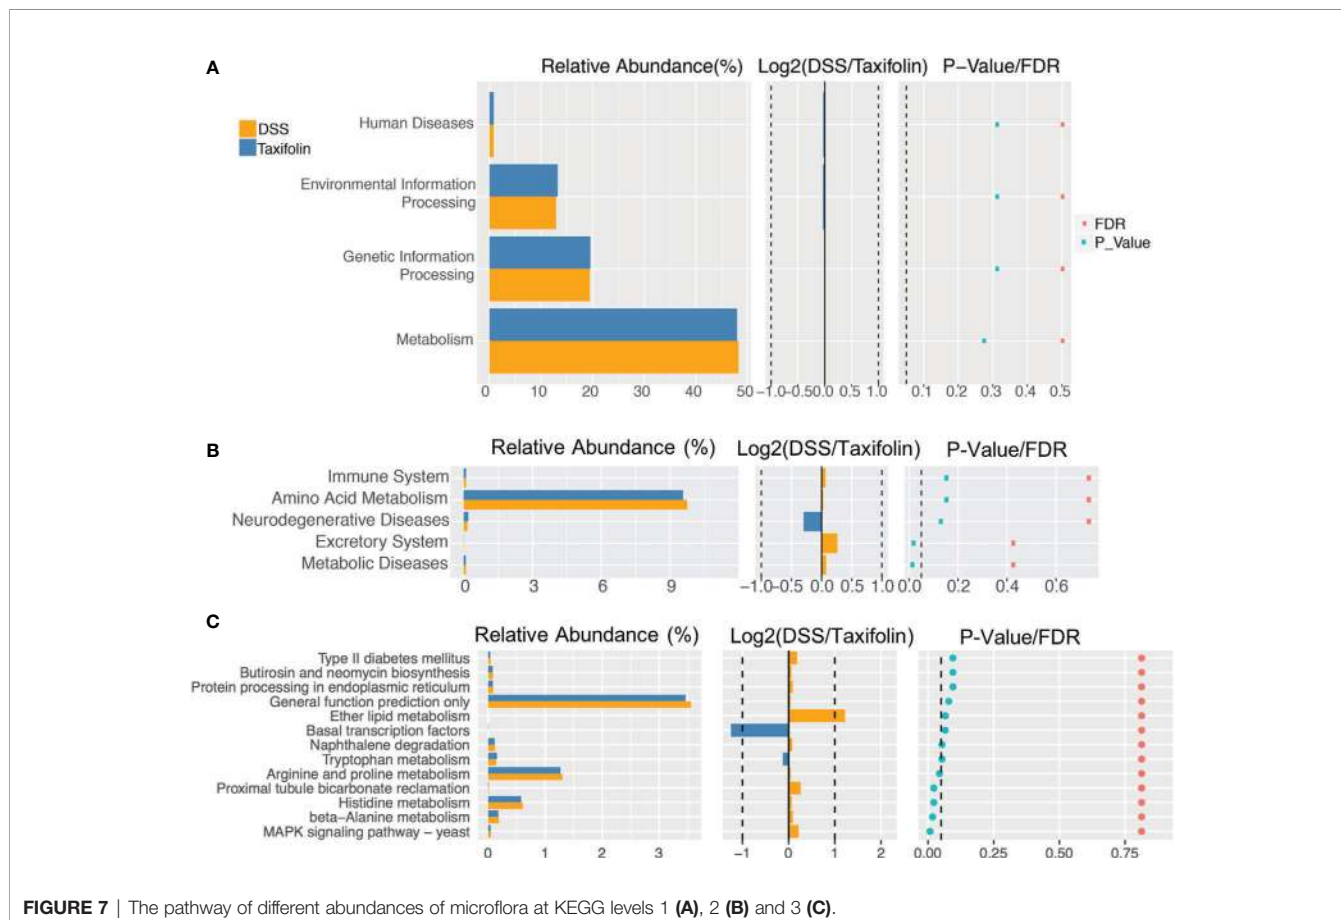 A
Relative Abundance(%) Log2(DSS/Taxifolin) P-Value/FDR
DSS
Taxifolin
Human Diseases
Environmental Information
Processing
Genetic Information
Processing
Metabolism
FDR
P_Value
0 10 20 30 40 50 -1.0 -0.5 0.0 0.5 1.0 0.1 0.2 0.3 0.4 0.5
B
Relative Abundance (%) Log2(DSS/Taxifolin) P-Value/FDR
Immune System
Amino Acid Metabolism
Neurodegenerative Diseases
Excretory System
Metabolic Diseases
0 3 6 9 -1.0 -0.5 0.0 0.5 1.0 0.0 0.2 0.4 0.6
C
Relative Abundance (%) Log2(DSS/Taxifolin) P-Value/FDR
Type II diabetes mellitus
Butirosin and neomycin biosynthesis
Protein processing in endoplasmic reticulum
General function prediction only
Ether lipid metabolism
Basal transcription factors
Naphthalene degradation
Tryptophan metabolism
Arginine and proline metabolism
Proximal tubule bicarbonate reclamation
Histidine metabolism
beta-Alanine metabolism
MAPK signaling pathway – yeast
0 1 2 3 -1 0 1 2 0.00 0.25 0.50 0.75
FIGURE 7 | The pathway of different abundances of microflora at KEGG levels 1 (A), 2 (B) and 3 (C).